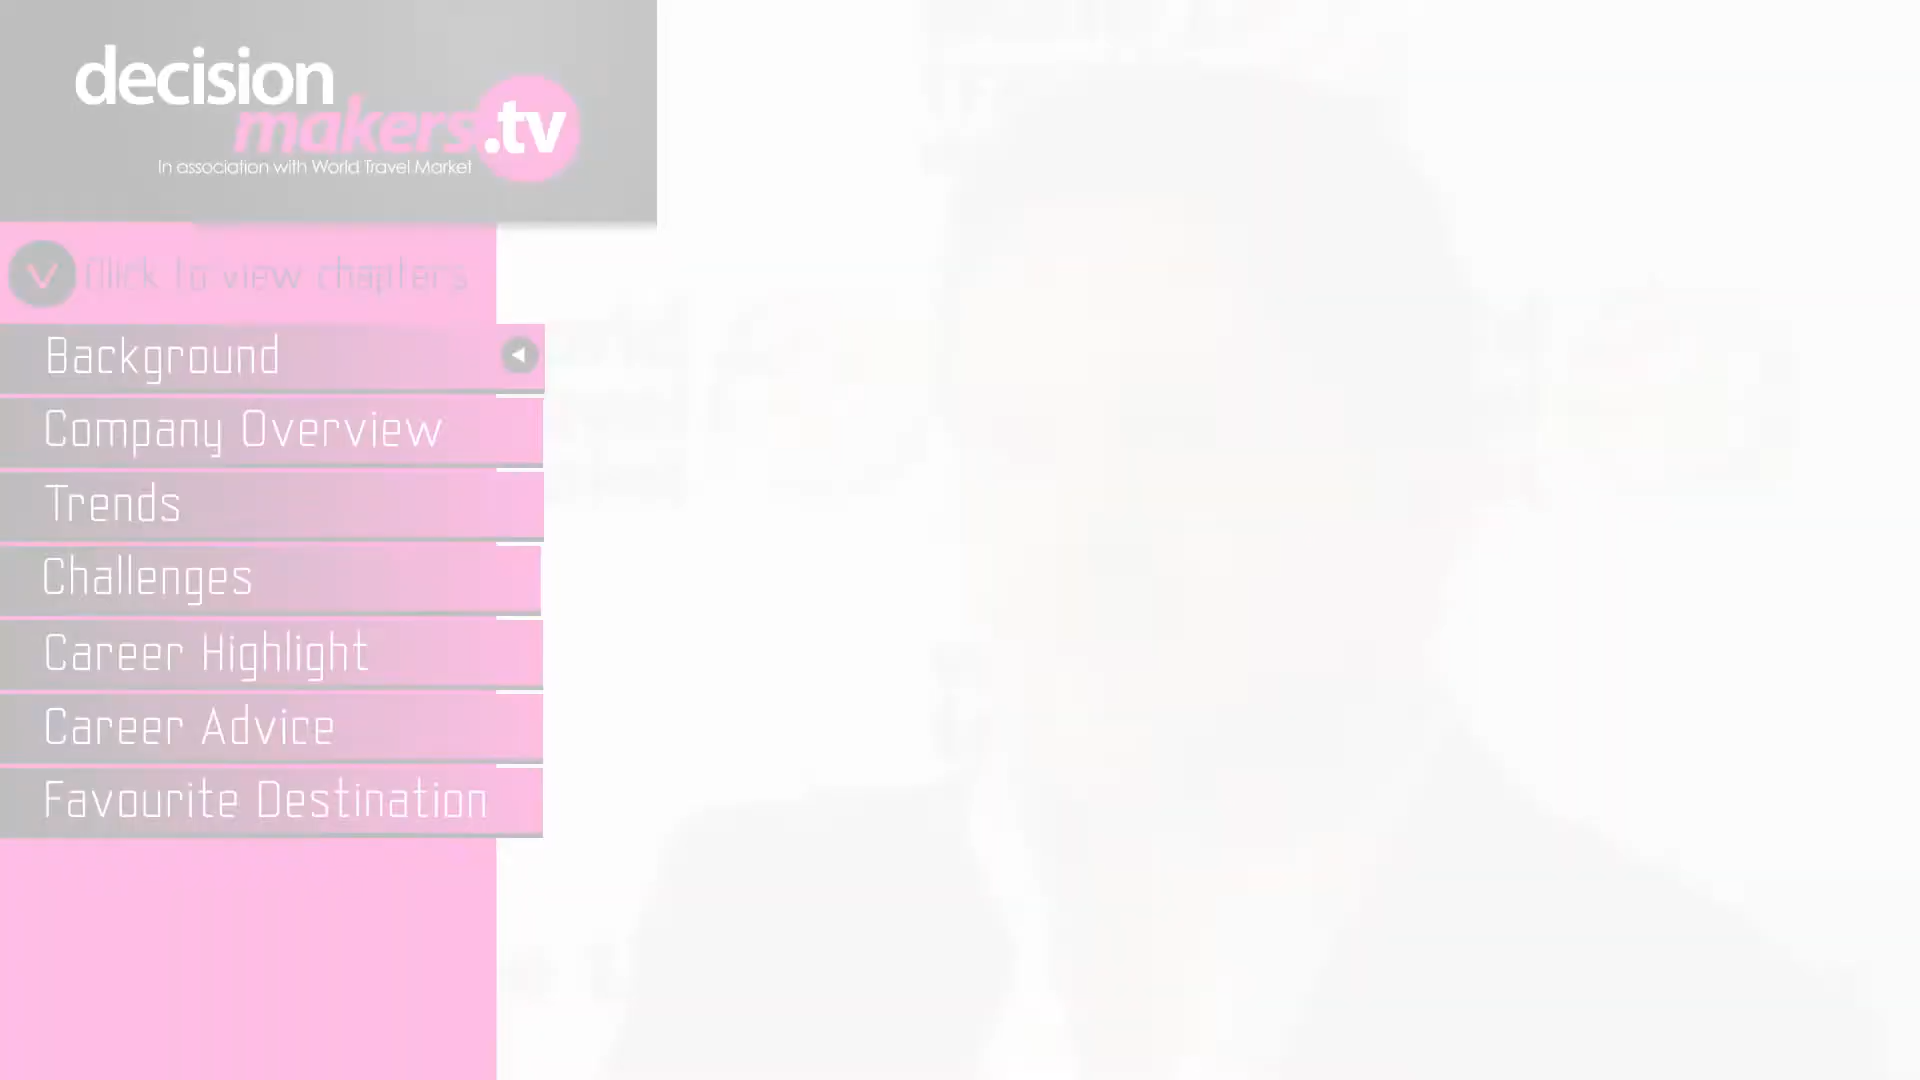 decision
makers.tv
In association with World Travel Market
Click to view chapters
Background
Company Overview
Trends
Challenges
Career Highlight
Career Advice
Favourite Destination